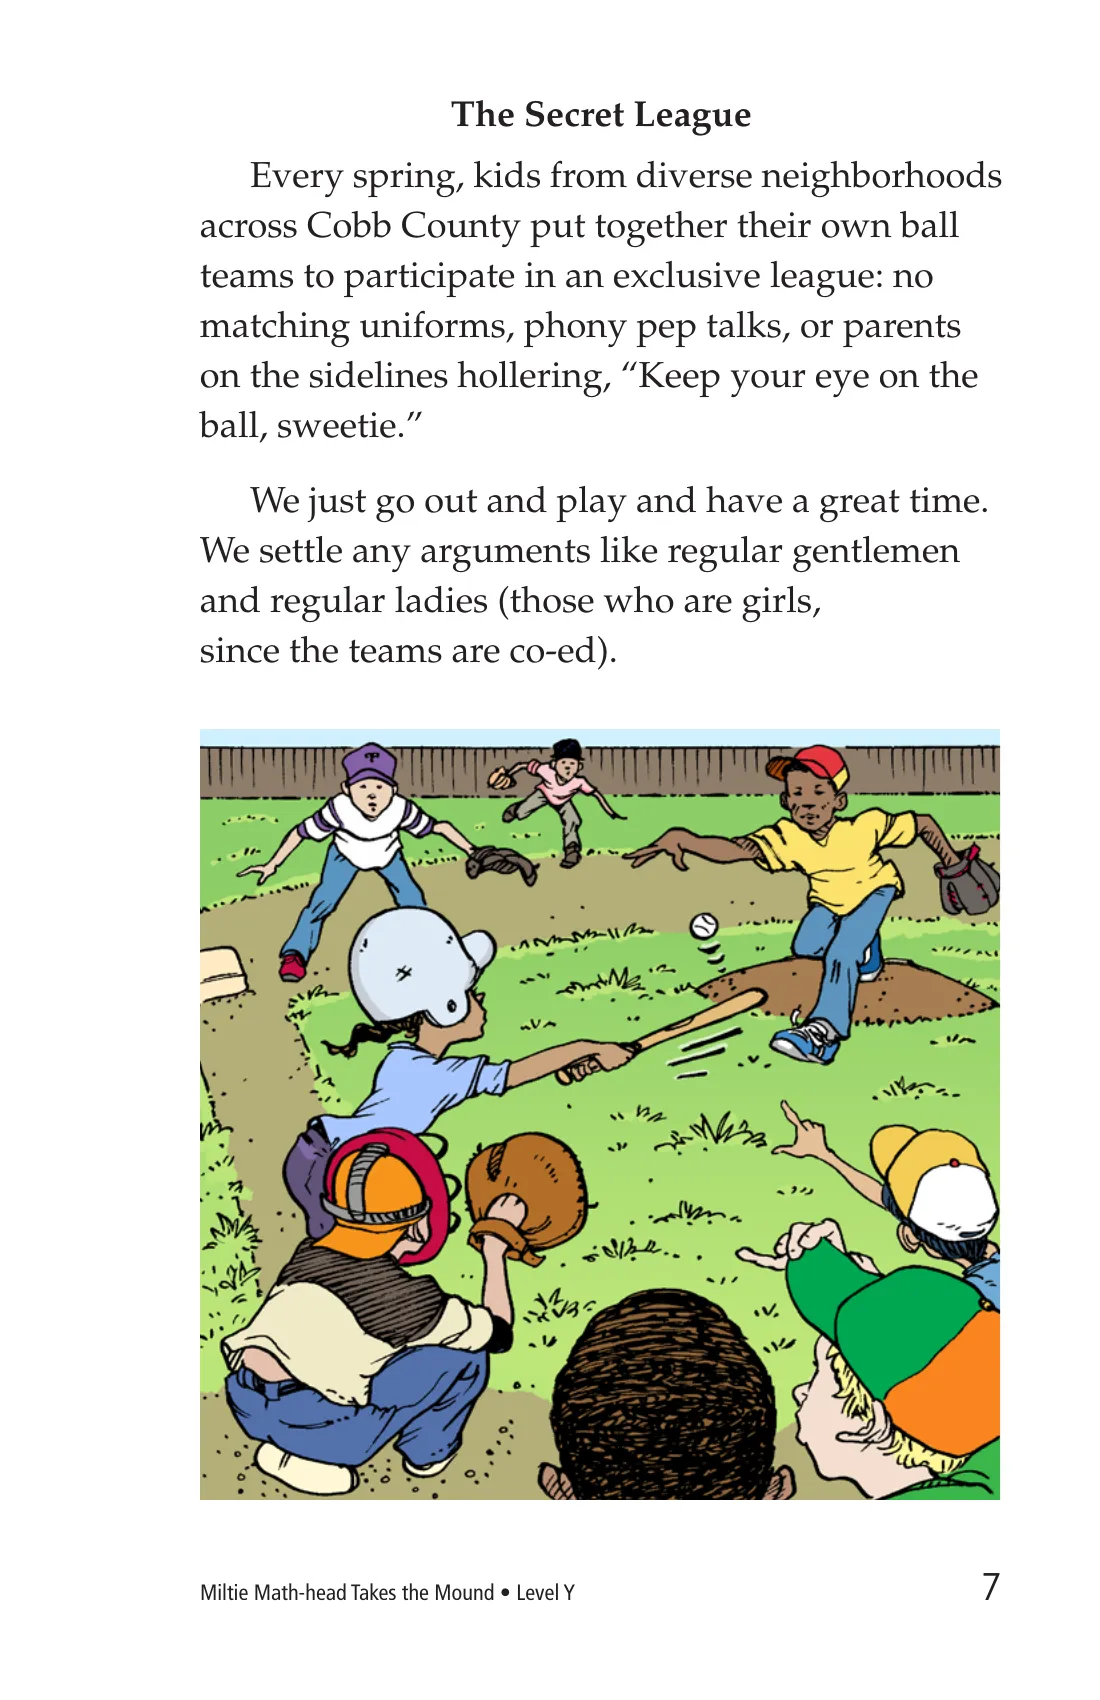 The Secret League
Every spring, kids from diverse neighborhoods
across Cobb County put together their own ball
teams to participate in an exclusive league: no
matching uniforms, phony pep talks, or parents
on the sidelines hollering, “Keep your eye on the
ball, sweetie.”
We just go out and play and have a great time.
We settle any arguments like regular gentlemen
and regular ladies (those who are girls,
since the teams are co-ed).
Miltie Math-head Takes the Mound • Level Y
7